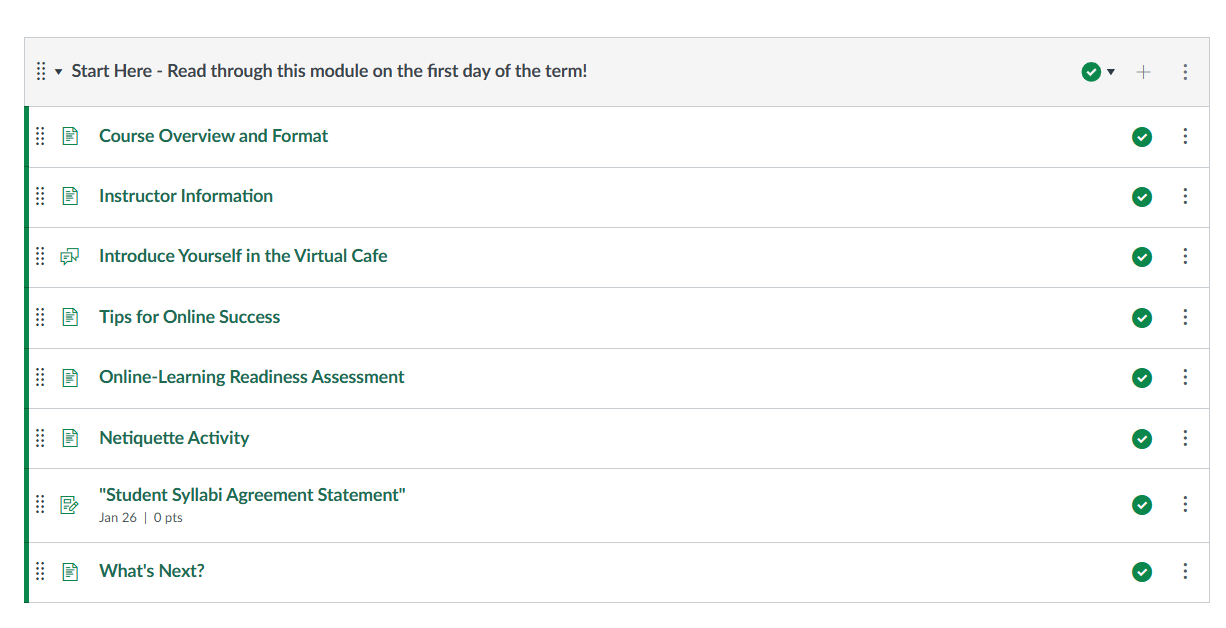 Start Here - Read through this module on the first day of the term!
Course Overview and Format
Instructor Information
Introduce Yourself in the Virtual Cafe
Tips for Online Success
Online-Learning Readiness Assessment
Netiquette Activity
"Student Syllabi Agreement Statement"
Jan 26 | 0 pts
What's Next?